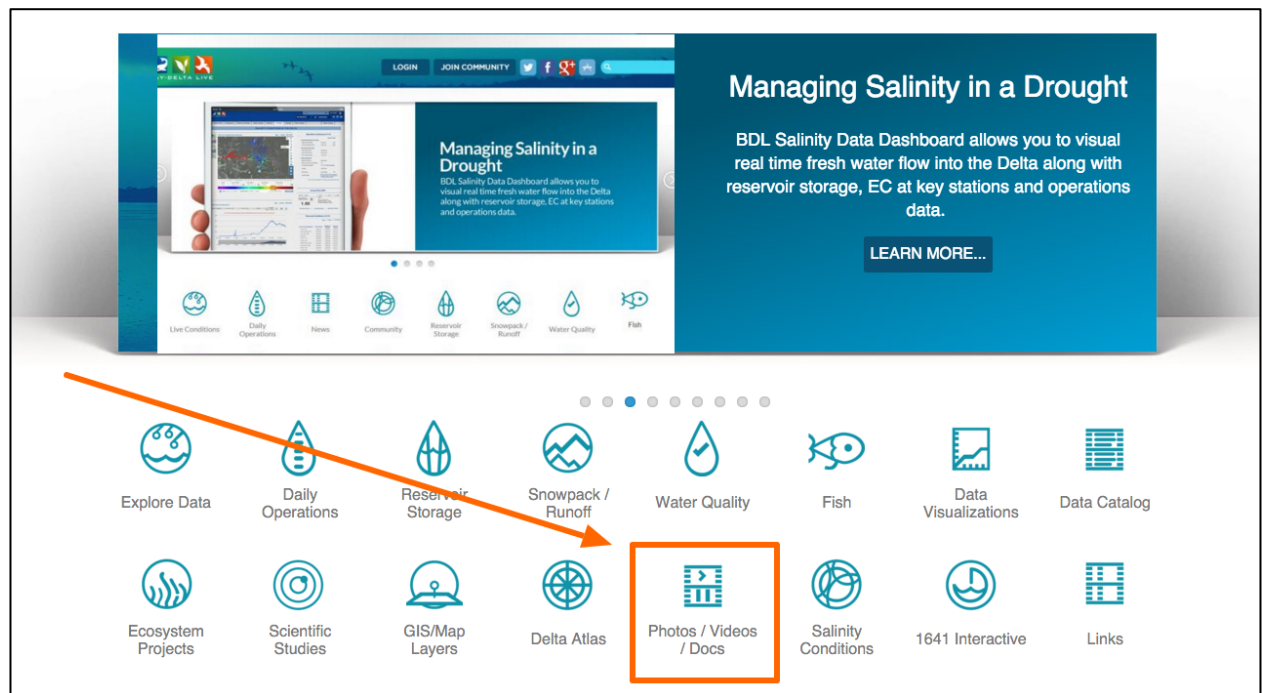 Y-DELTA LIVE
LOGIN
JOIN COMMUNITY
Managing Salinity in a
Drought
BDL Salinity Data Dashboard allows you to
visual real time fresh water flow into the Delta
along with reservoir storage, EC at key stations
and operations data.
Live Conditions
Daily
Operations
News
Community
Reservoir
Storage
Snowpack /
Runoff
Water Quality
Fish
Managing Salinity in a Drought
BDL Salinity Data Dashboard allows you to visual
real time fresh water flow into the Delta along with
reservoir storage, EC at key stations and operations
data.
LEARN MORE...
Explore Data
Daily
Operations
Reservoir
Storage
Snowpack /
Runoff
Water Quality
Fish
Data
Visualizations
Data Catalog
Ecosystem
Projects
Scientific
Studies
GIS/Map
Layers
Delta Atlas
Photos / Videos
/ Docs
Salinity
Conditions
1641 Interactive
Links